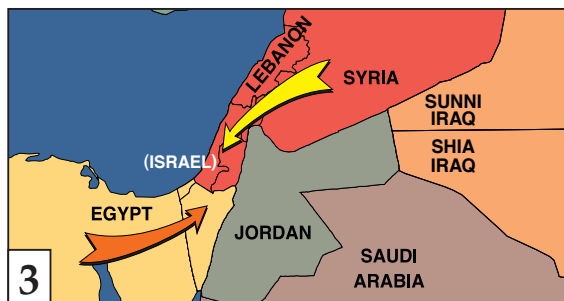 LEBANON
SYRIA
SUNNI
IRAQ
SHIA
IRAQ
(ISRAEL)
EGYPT
JORDAN
SAUDI
ARABIA
3